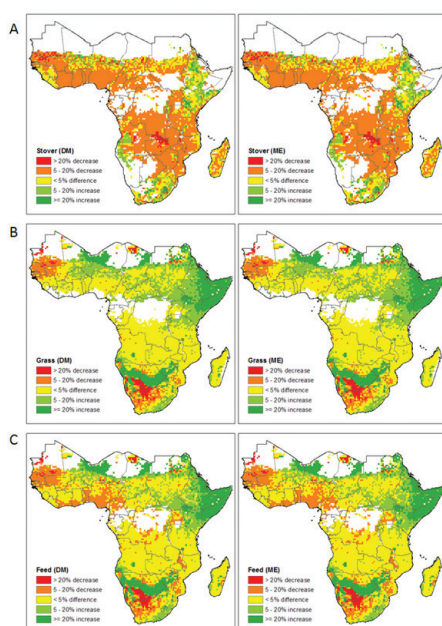 A
Stover (DM)
> 20% decrease
5 - 20% decrease
< 5% difference
5 - 20% increase
>= 20% increase
Stover (ME)
> 20% decrease
5 - 20% decrease
< 5% difference
5 - 20% increase
>= 20% increase
B
Grass (DM)
> 20% decrease
5 - 20% decrease
< 5% difference
5 - 20% increase
>= 20% increase
Grass (ME)
> 20% decrease
5 - 20% decrease
< 5% difference
5 - 20% increase
>= 20% increase
C
Feed (DM)
> 20% decrease
5 - 20% decrease
< 5% difference
5 - 20% increase
>= 20% increase
Feed (ME)
> 20% decrease
5 - 20% decrease
< 5% difference
5 - 20% increase
>= 20% increase